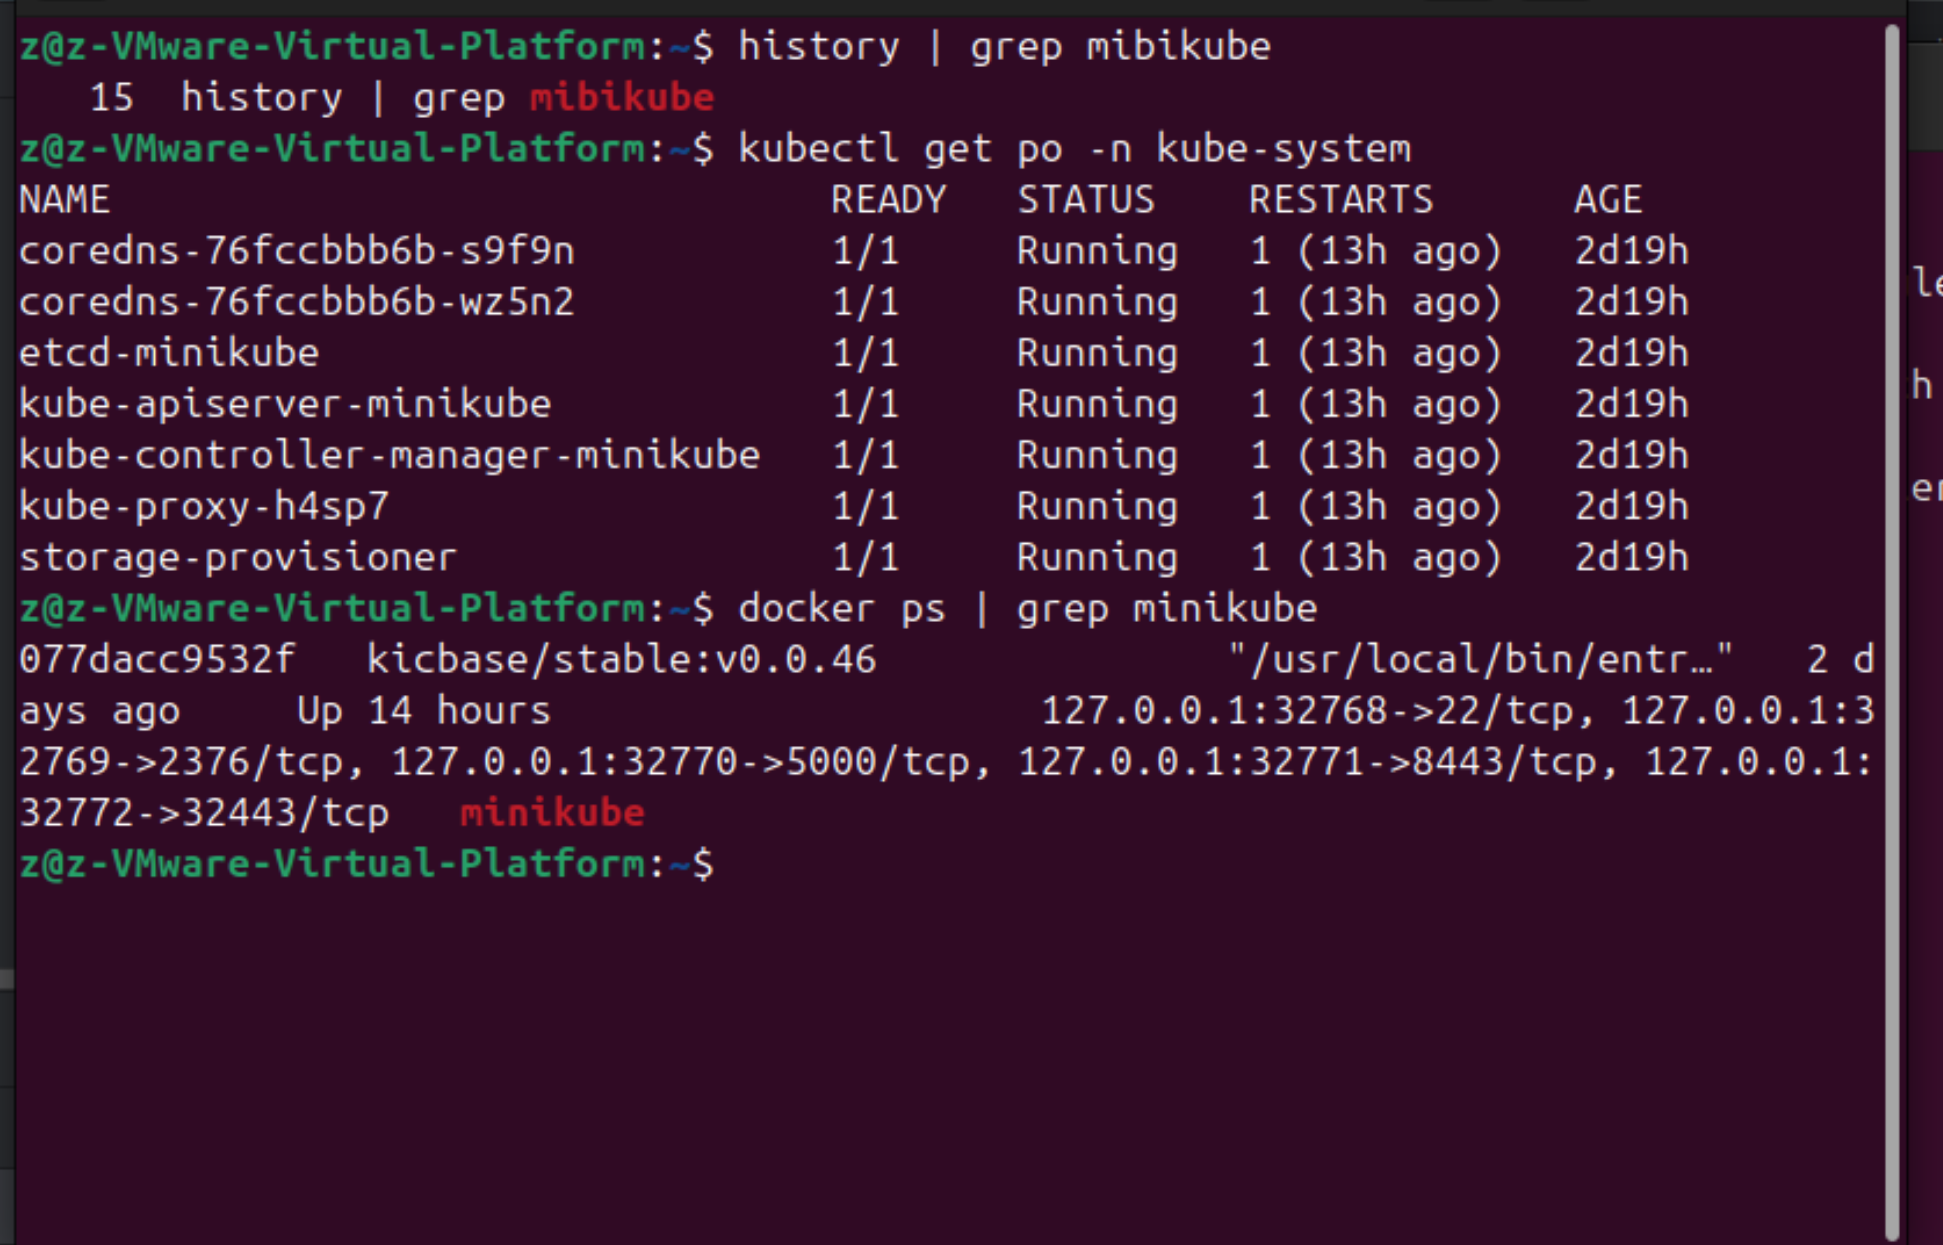 z@z-VMware-Virtual-Platform:~$ history | grep mibikube
   15  history | grep mibikube
z@z-VMware-Virtual-Platform:~$ kubectl get po -n kube-system
NAME                               READY   STATUS    RESTARTS      AGE
coredns-76fccbbb6b-s9f9n           1/1     Running   1 (13h ago)   2d19h
coredns-76fccbbb6b-wz5n2           1/1     Running   1 (13h ago)   2d19h
etcd-minikube                      1/1     Running   1 (13h ago)   2d19h
kube-apiserver-minikube            1/1     Running   1 (13h ago)   2d19h
kube-controller-manager-minikube   1/1     Running   1 (13h ago)   2d19h
kube-proxy-h4sp7                   1/1     Running   1 (13h ago)   2d19h
storage-provisioner                1/1     Running   1 (13h ago)   2d19h
z@z-VMware-Virtual-Platform:~$ docker ps | grep minikube
077dacc9532f   kicbase/stable:v0.0.46               "/usr/local/bin/entr…"   2 d
ays ago     Up 14 hours                     127.0.0.1:32768->22/tcp, 127.0.0.1:3
2769->2376/tcp, 127.0.0.1:32770->5000/tcp, 127.0.0.1:32771->8443/tcp, 127.0.0.1:
32772->32443/tcp   minikube
z@z-VMware-Virtual-Platform:~$